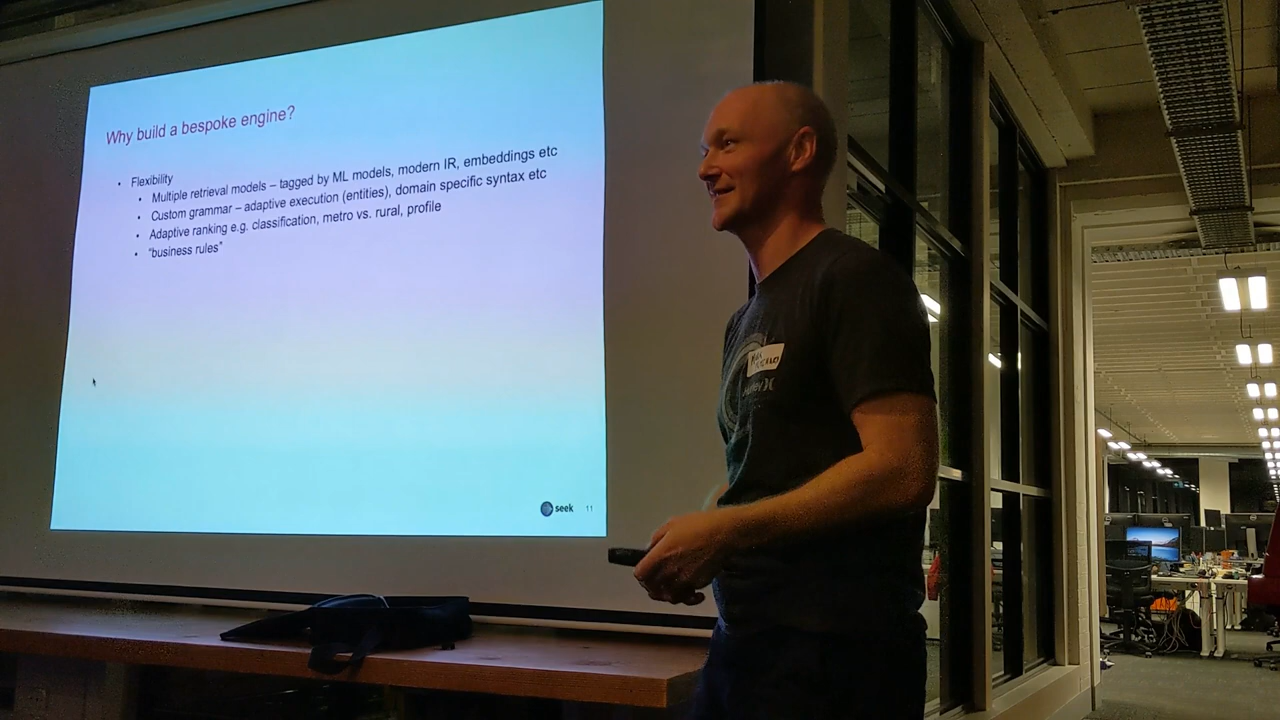 Why build a bespoke engine?
• Flexibility
• Multiple retrieval models – tagged by ML models, modern IR, embeddings etc
• Custom grammar – adaptive execution (entities), domain specific syntax etc
• Adaptive ranking e.g. classification, metro vs. rural, profile
• "business rules"
seek 11